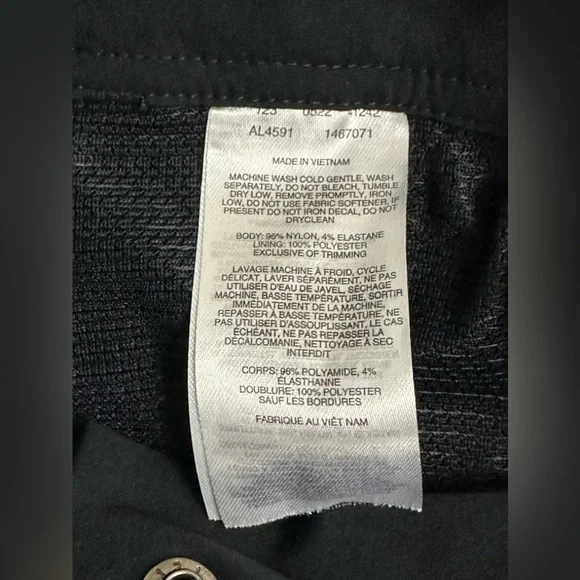 0522 41242
AL4591 1467071
MADE IN VIETNAM
MACHINE WASH COLD GENTLE, WASH
SEPARATELY, DO NOT BLEACH, TUMBLE
DRY LOW, REMOVE PROMPTLY, IRON
LOW, DO NOT USE FABRIC SOFTENER, IF
PRESENT DO NOT IRON DECAL, DO NOT
DRYCLEAN
BODY: 96% NYLON, 4% ELASTANE
LINING: 100% POLYESTER
EXCLUSIVE OF TRIMMING
LAVAGE MACHINE À FROID, CYCLE
DÉLICAT, LAVER SÉPARÉMENT, NE PAS
UTILISER D'EAU DE JAVEL, SÉCHAGE
MACHINE, BASSE TEMPÉRATURE, SORTIR
IMMÉDIATEMENT DE LA MACHINE,
REPASSER À BASSE TEMPÉRATURE, NE PAS
UTILISER D'ASSOUPLISSANT, LE CAS
ÉCHÉANT, NE PAS REPASSER LA
DÉCALCOMANIE, NETTOYAGE À SEC
INTERDIT
CORPS: 96% POLYAMIDE, 4%
ÉLASTHANNE
DOUBLURE: 100% POLYESTER
SAUF LES BORDURES
FABRIQUÉ AU VIÊT NAM